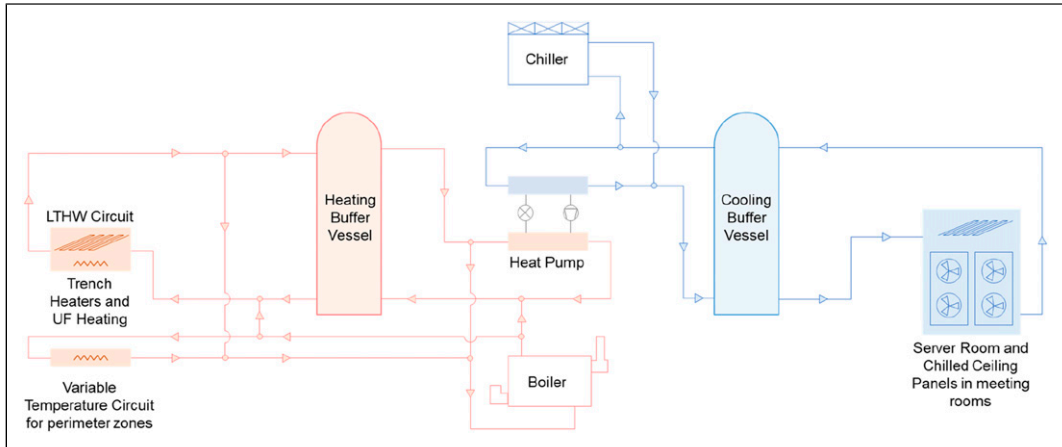 Chiller
Heating
Buffer
Vessel
Cooling
Buffer
Vessel
LTHW Circuit
Heat Pump
Trench
Heaters and
UF Heating
Boiler
Server Room and
Chilled Ceiling
Panels in meeting
rooms
Variable
Temperature Circuit
for perimeter zones